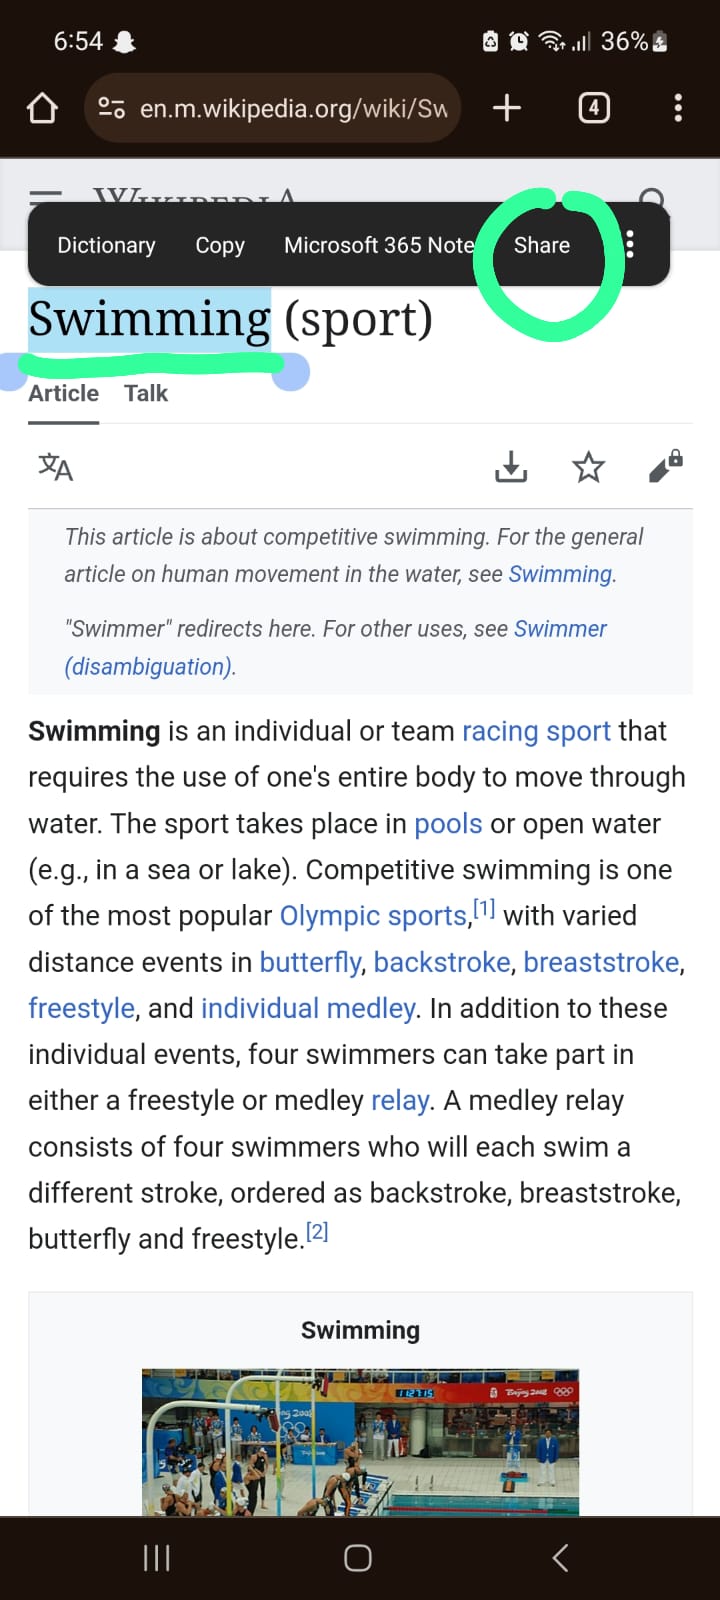 6:54
36%
en.m.wikipedia.org/wiki/Sw
4
WIKIPEDIA
Dictionary Copy Microsoft 365 Note Share
Swimming (sport)
Article Talk
文A
This article is about competitive swimming. For the general
article on human movement in the water, see Swimming.
"Swimmer" redirects here. For other uses, see Swimmer
(disambiguation).
Swimming is an individual or team racing sport that
requires the use of one's entire body to move through
water. The sport takes place in pools or open water
(e.g., in a sea or lake). Competitive swimming is one
of the most popular Olympic sports,[1] with varied
distance events in butterfly, backstroke, breaststroke,
freestyle, and individual medley. In addition to these
individual events, four swimmers can take part in
either a freestyle or medley relay. A medley relay
consists of four swimmers who will each swim a
different stroke, ordered as backstroke, breaststroke,
butterfly and freestyle.[2]
Swimming
Beijing 2008